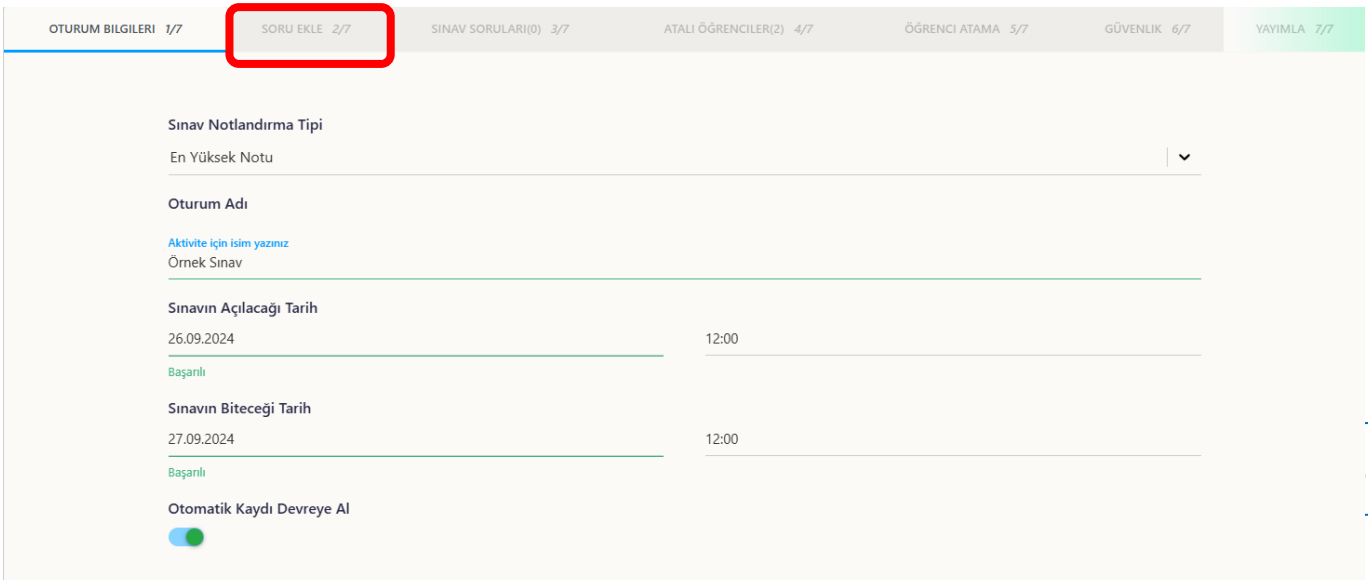 OTURUM BILGILERI 1/7 SORU EKLE 2/7 SINAV SORULARI(0) 3/7 ATALI ÖĞRENCILER(2) 4/7 ÖĞRENCI ATAMA 5/7 GÜVENLIK 6/7 YAYIMLA 7/7
Sınav Notlandırma Tipi
En Yüksek Notu
Oturum Adı
Aktivite için isim yazınız
Örnek Sınav
Sınavın Açılacağı Tarih
26.09.2024 12:00
Başarılı
Sınavın Biteceği Tarih
27.09.2024 12:00
Başarılı
Otomatik Kaydı Devreye Al